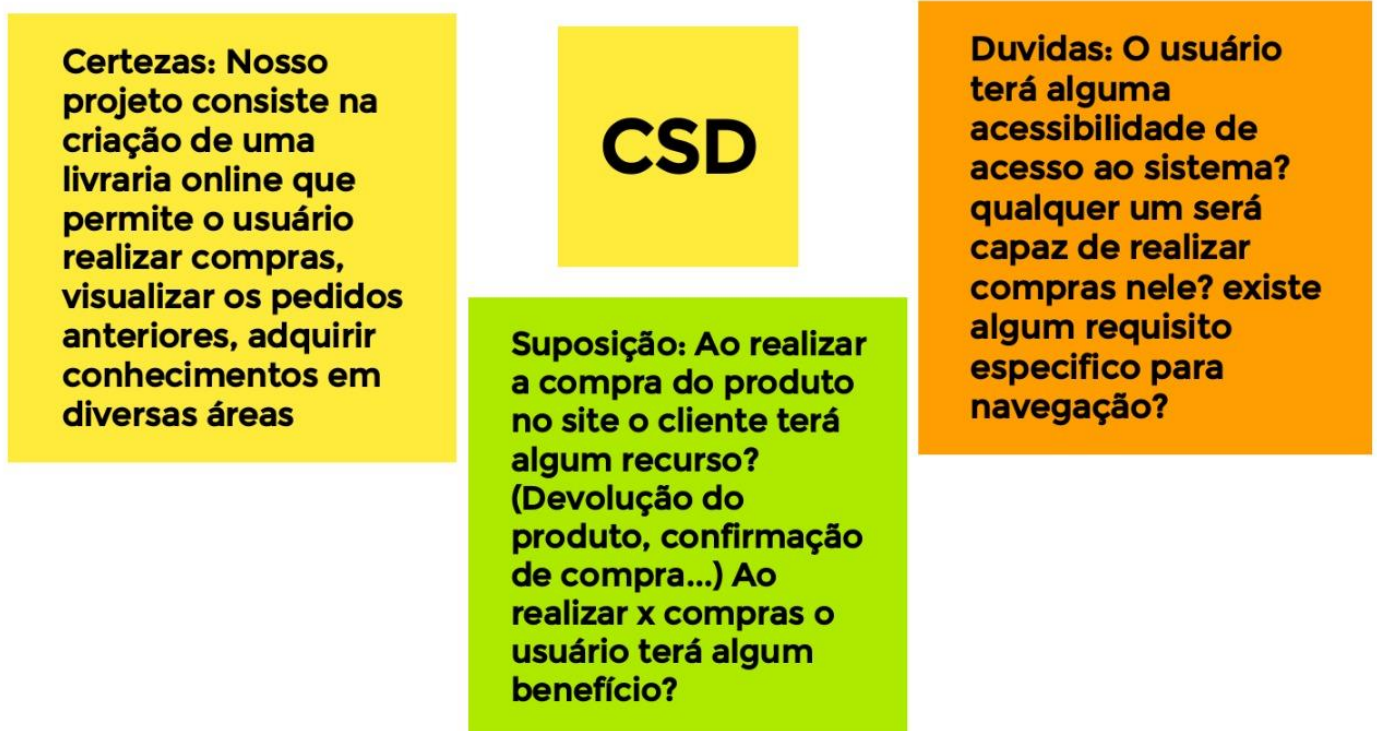 Certezas: Nosso
projeto consiste na
criação de uma
livraria online que
permite o usuário
realizar compras,
visualizar os pedidos
anteriores, adquirir
conhecimentos em
diversas áreas
CSD
Suposição: Ao realizar
a compra do produto
no site o cliente terá
algum recurso?
(Devolução do
produto, confirmação
de compra...) Ao
realizar x compras o
usuário terá algum
benefício?
Duvidas: O usuário
terá alguma
acessibilidade de
acesso ao sistema?
qualquer um será
capaz de realizar
compras nele? existe
algum requisito
especifico para
navegação?